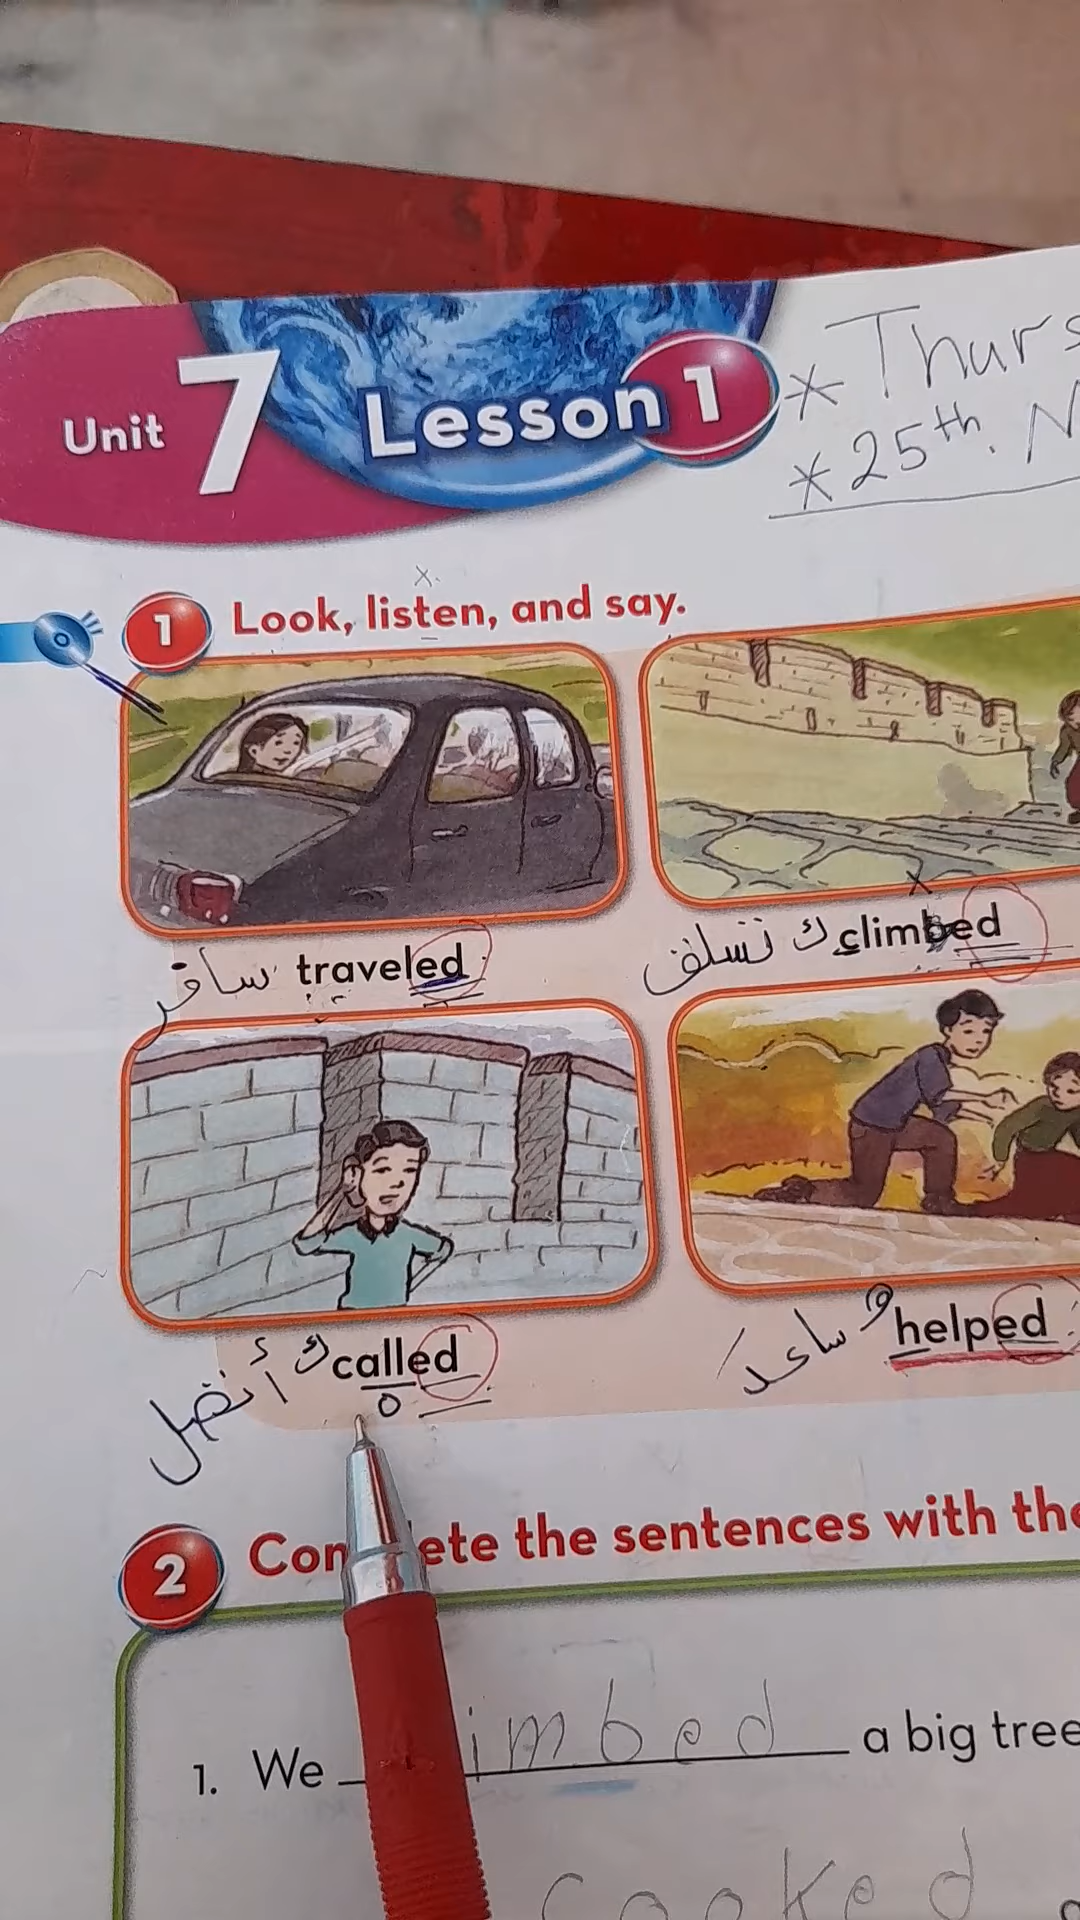 Unit 7 Lesson 1
* Thurs
* 25th. N
x.
1 Look, listen, and say.
سافر traveled
تسلق ك climbed
x
أتصل ك called
o
ساعد helped
2 Con ete the sentences with the
1. We imbed a big tree
cooked